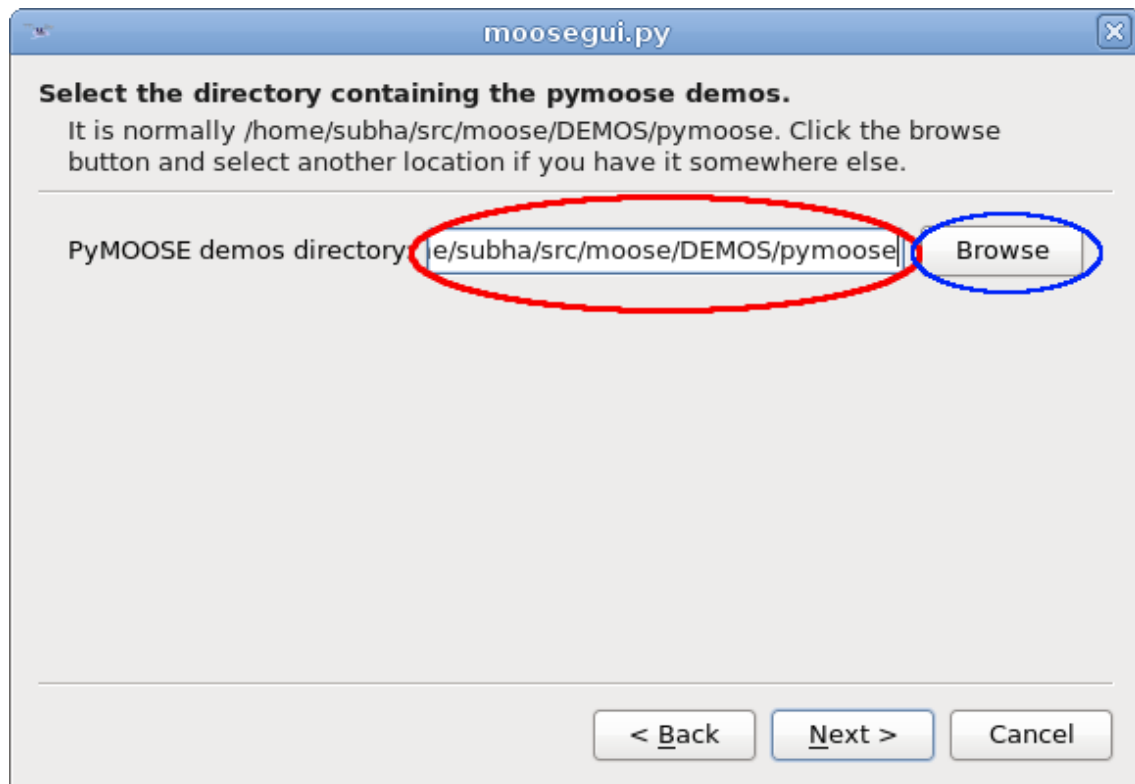 moosegui.py
Select the directory containing the pymoose demos.
It is normally /home/subha/src/moose/DEMOS/pymoose. Click the browse
button and select another location if you have it somewhere else.
PyMOOSE demos directory: e/subha/src/moose/DEMOS/pymoose Browse
< Back Next > Cancel